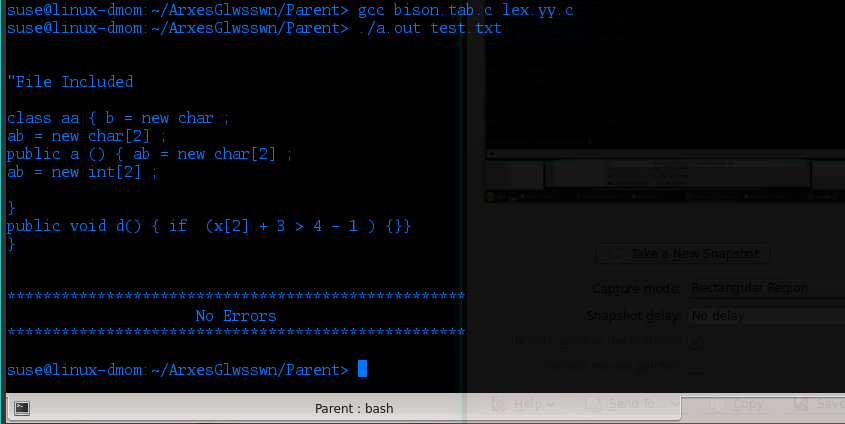 suse@linux-dmom:~/ArxesGlwsswn/Parent> gcc bison.tab.c lex.yy.c
suse@linux-dmom:~/ArxesGlwsswn/Parent> ./a.out test.txt
"File Included
class aa { b = new char ;
ab = new char[2] ;
public a () { ab = new char[2] ;
ab = new int[2] ;
}
public void d() { if  (x[2] + 3 > 4 - 1 ) {}}
}
***************************************************
No Errors
***************************************************
suse@linux-dmom:~/ArxesGlwsswn/Parent>
Take a New Snapshot
Capture mode: Rectangular Region
Snapshot delay: No delay
Include window decorations:
Include mouse pointer:
Parent : bash
Help
Send To...
Copy
Save